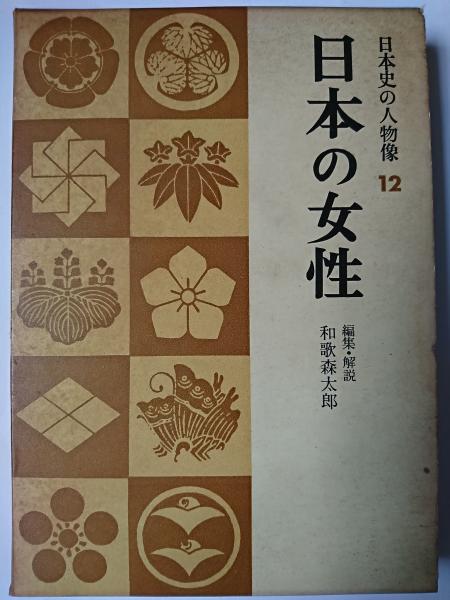 日本史の人物像 12
日本の女性
編集・解説
和歌森太郎